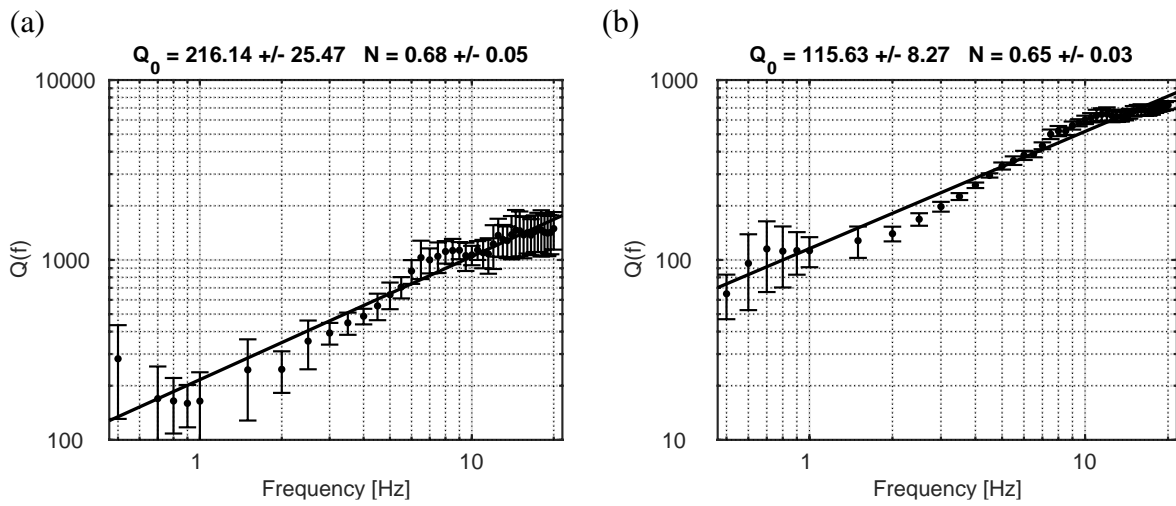 (a)
Q0 = 216.14 +/- 25.47 N = 0.68 +/- 0.05
10000
1000
100
Q(f)
1
10
Frequency [Hz]
(b)
Q0 = 115.63 +/- 8.27 N = 0.65 +/- 0.03
1000
100
10
Q(f)
1
10
Frequency [Hz]